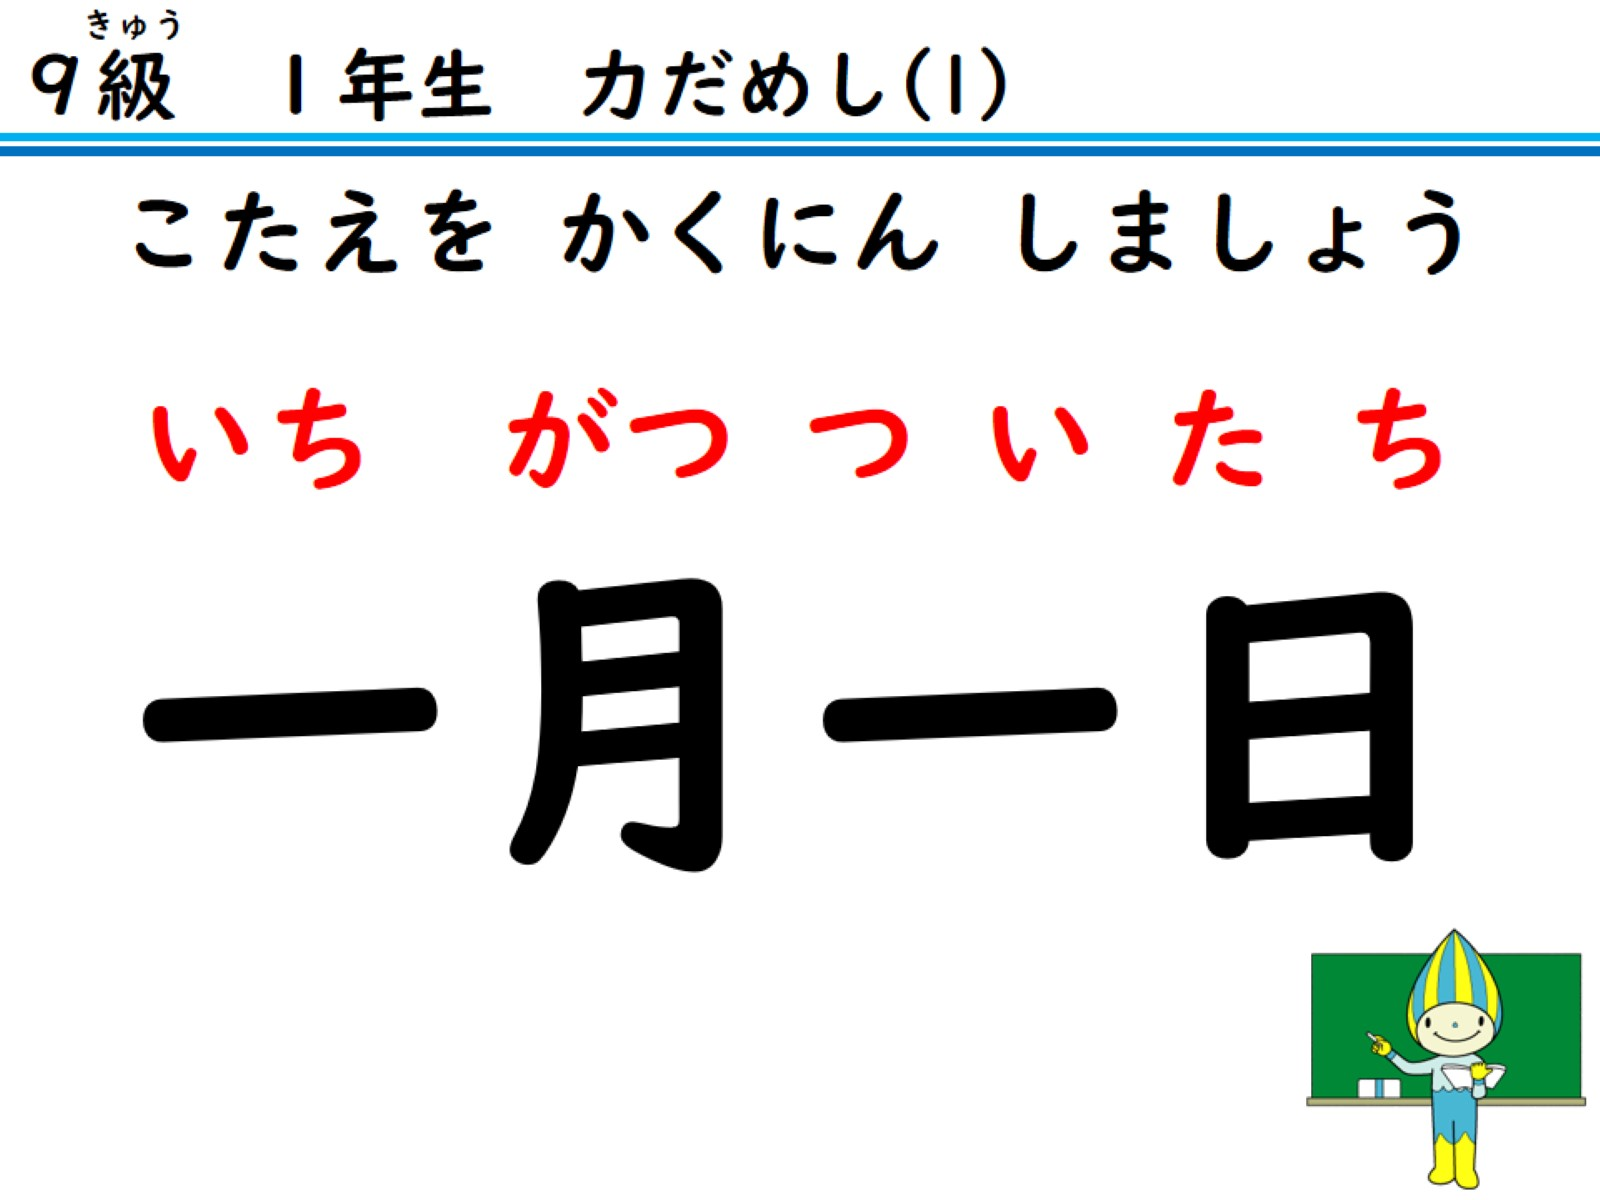 きゅう
9級　1年生　力だめし(1)
こたえを かくにん しましょう
いち　がつ つ い た ち
一月一日